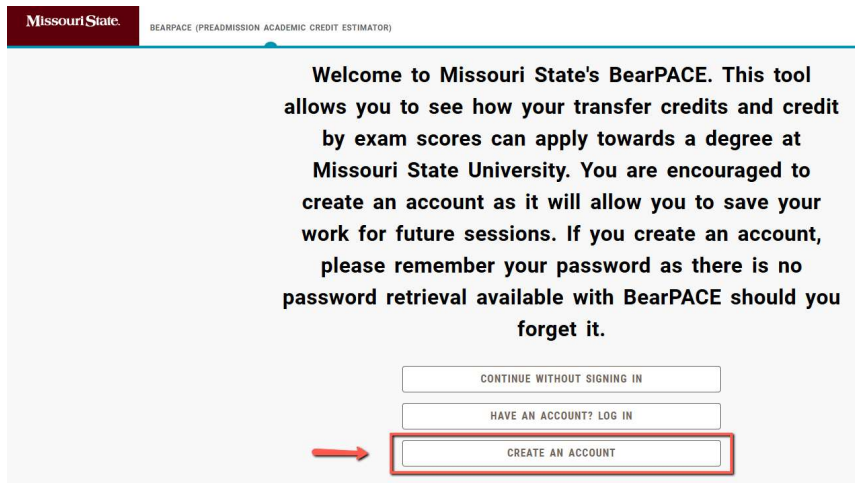 Missouri State.
BEARPACE (PREADMISSION ACADEMIC CREDIT ESTIMATOR)
Welcome to Missouri State's BearPACE. This tool
allows you to see how your transfer credits and credit
by exam scores can apply towards a degree at
Missouri State University. You are encouraged to
create an account as it will allow you to save your
work for future sessions. If you create an account,
please remember your password as there is no
password retrieval available with BearPACE should you
forget it.
CONTINUE WITHOUT SIGNING IN
HAVE AN ACCOUNT? LOG IN
CREATE AN ACCOUNT